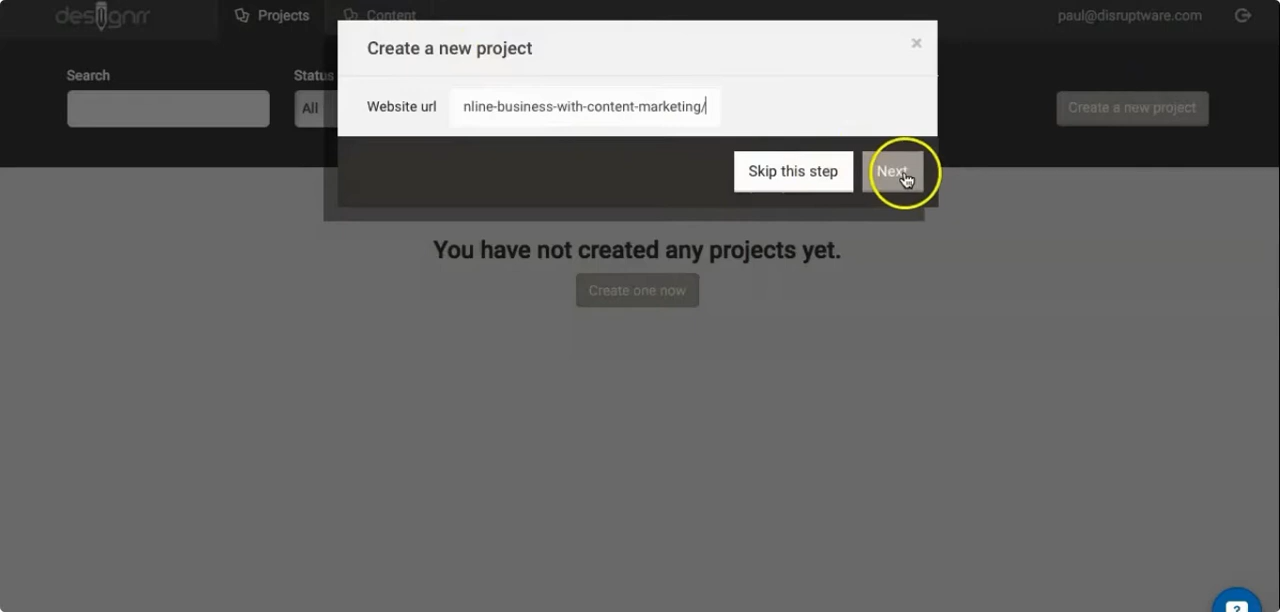 designrr
Projects
Content
paul@disruptware.com
Create a new project
×
Search
Status
Website url
nline-business-with-content-marketing/
All
Create a new project
Skip this step
Next
You have not created any projects yet.
Create one now
?